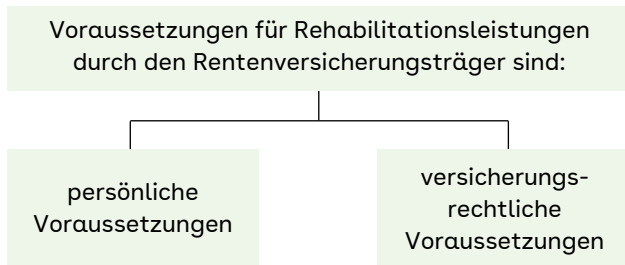 Voraussetzungen für Rehabilitationsleistungen
durch den Rentenversicherungsträger sind:
persönliche
Voraussetzungen
versicherungs-
rechtliche
Voraussetzungen